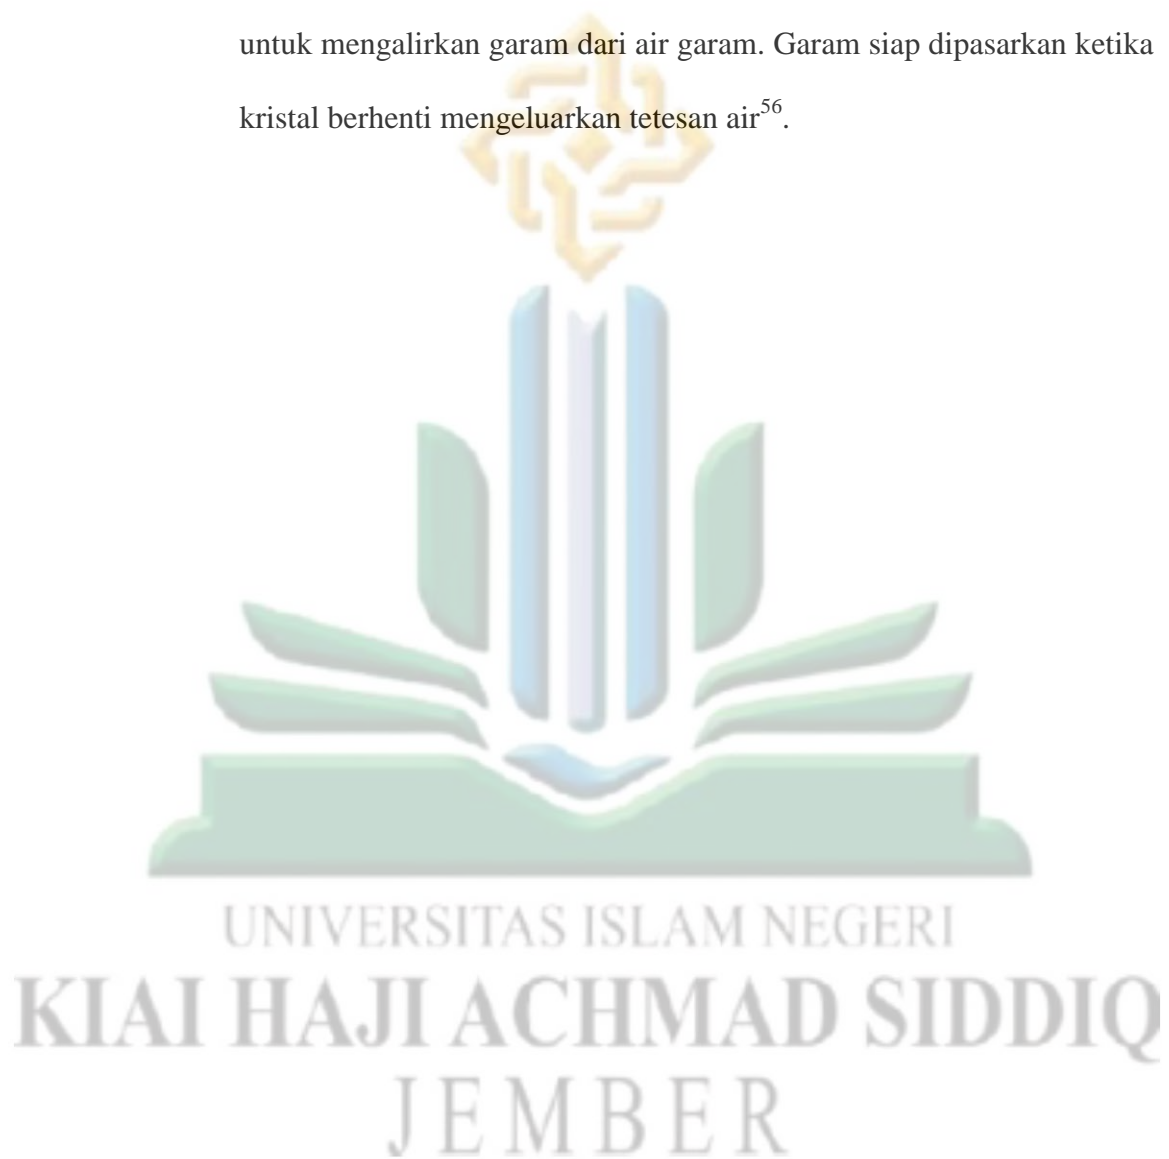 untuk mengalirkan garam dari air garam. Garam siap dipasarkan ketika
kristal berhenti mengeluarkan tetesan air⁵⁶.
UNIVERSITAS ISLAM NEGERI
KIAI HAJI ACHMAD SIDDIQ
JEMBER